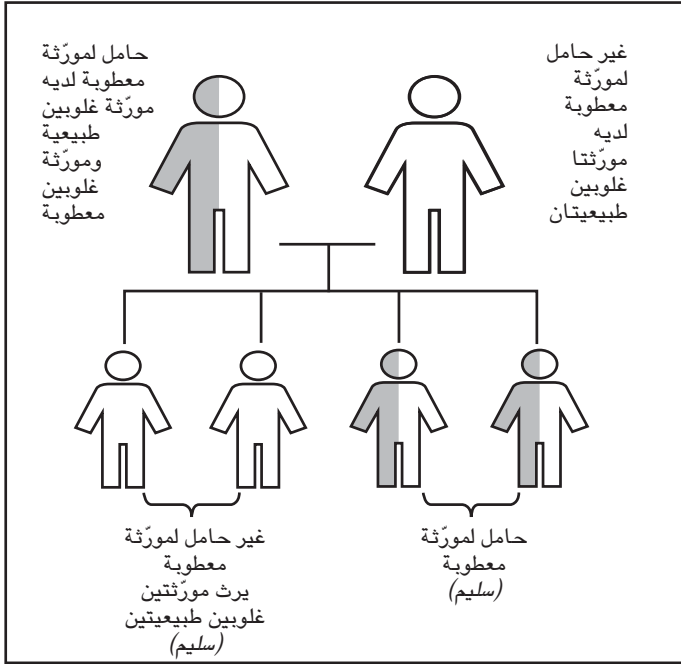 غير حامل
لمورّثة
معطوبة
لديه
مورّثتا
غلوبين
طبيعيتان
حامل لمورّثة
معطوبة لديه
مورّثة غلوبين
طبيعية
ومورّثة
غلوبين
معطوبة
حامل لمورّثة
معطوبة
(سليم)
غير حامل لمورّثة
معطوبة
يرث مورّثتين
غلوبين طبيعيتين
(سليم)